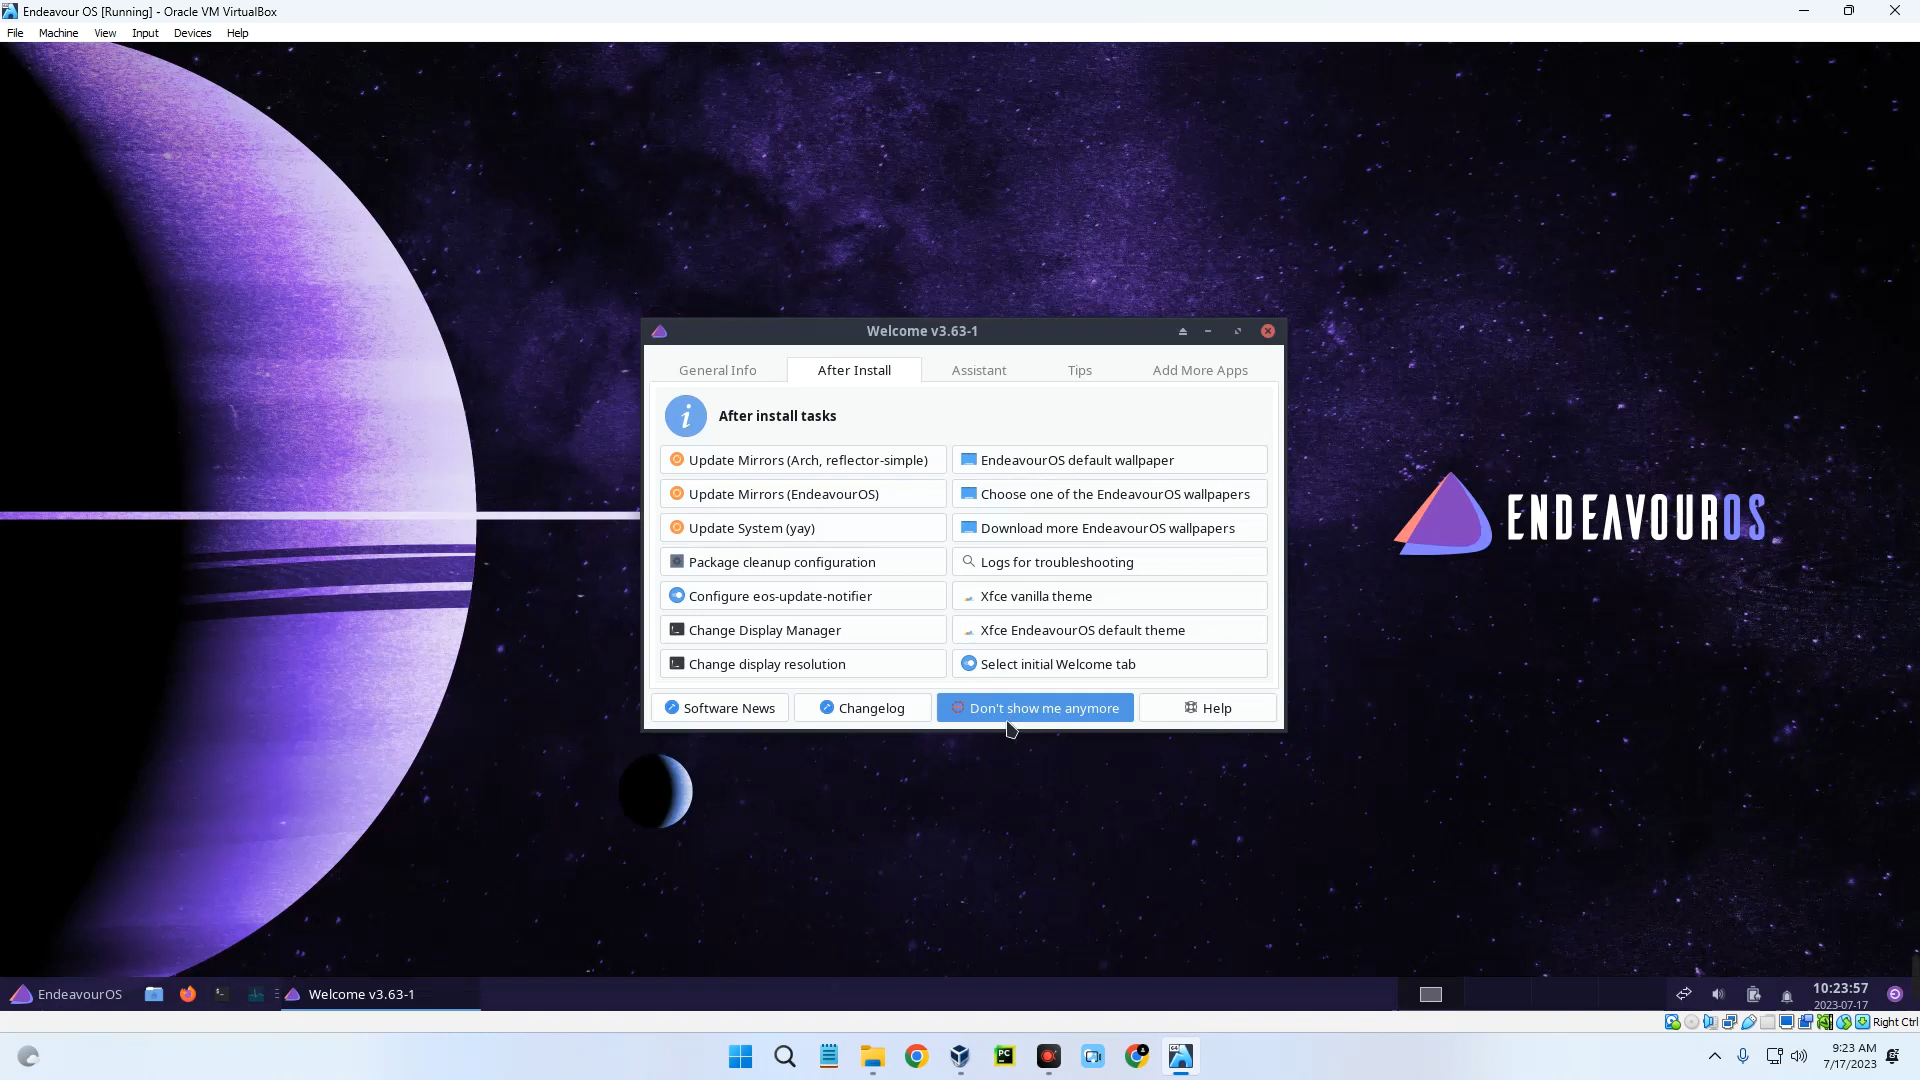 Endeavour OS [Running] - Oracle VM VirtualBox
File Machine View Input Devices Help
Welcome v3.63-1
General Info After Install Assistant Tips Add More Apps
i After install tasks
Update Mirrors (Arch, reflector-simple) EndeavourOS default wallpaper
Update Mirrors (EndeavourOS) Choose one of the EndeavourOS wallpapers
Update System (yay) Download more EndeavourOS wallpapers
Package cleanup configuration Logs for troubleshooting
Configure eos-update-notifier Xfce vanilla theme
Change Display Manager Xfce EndeavourOS default theme
Change display resolution Select initial Welcome tab
Software News Changelog Don't show me anymore Help
ENDEAVOUROS
EndeavourOS Welcome v3.63-1 10:23:57
2023-07-17
Right Ctrl
PC 9:23 AM
7/17/2023